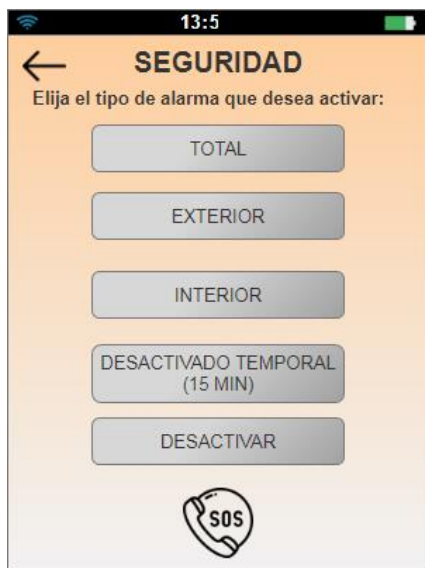 13:5
SEGURIDAD
Elija el tipo de alarma que desea activar:
TOTAL
EXTERIOR
INTERIOR
DESACTIVADO TEMPORAL
(15 MIN)
DESACTIVAR
SOS